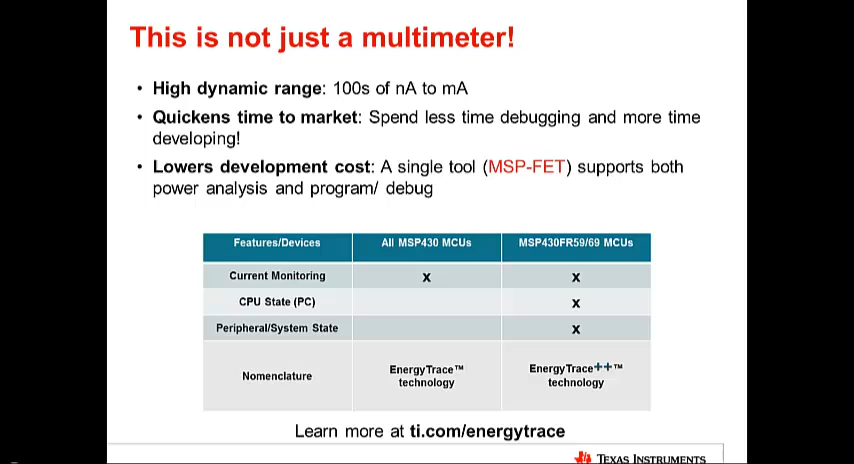 This is not just a multimeter!
• High dynamic range: 100s of nA to mA
• Quickens time to market: Spend less time debugging and more time
developing!
• Lowers development cost: A single tool (MSP-FET) supports both
power analysis and program/ debug
Features/Devices All MSP430 MCUs MSP430FR59/69 MCUs
Current Monitoring x x
CPU State (PC) x
Peripheral/System State x
Nomenclature EnergyTrace™ technology EnergyTrace++™ technology
Learn more at ti.com/energytrace
TEXAS INSTRUMENTS